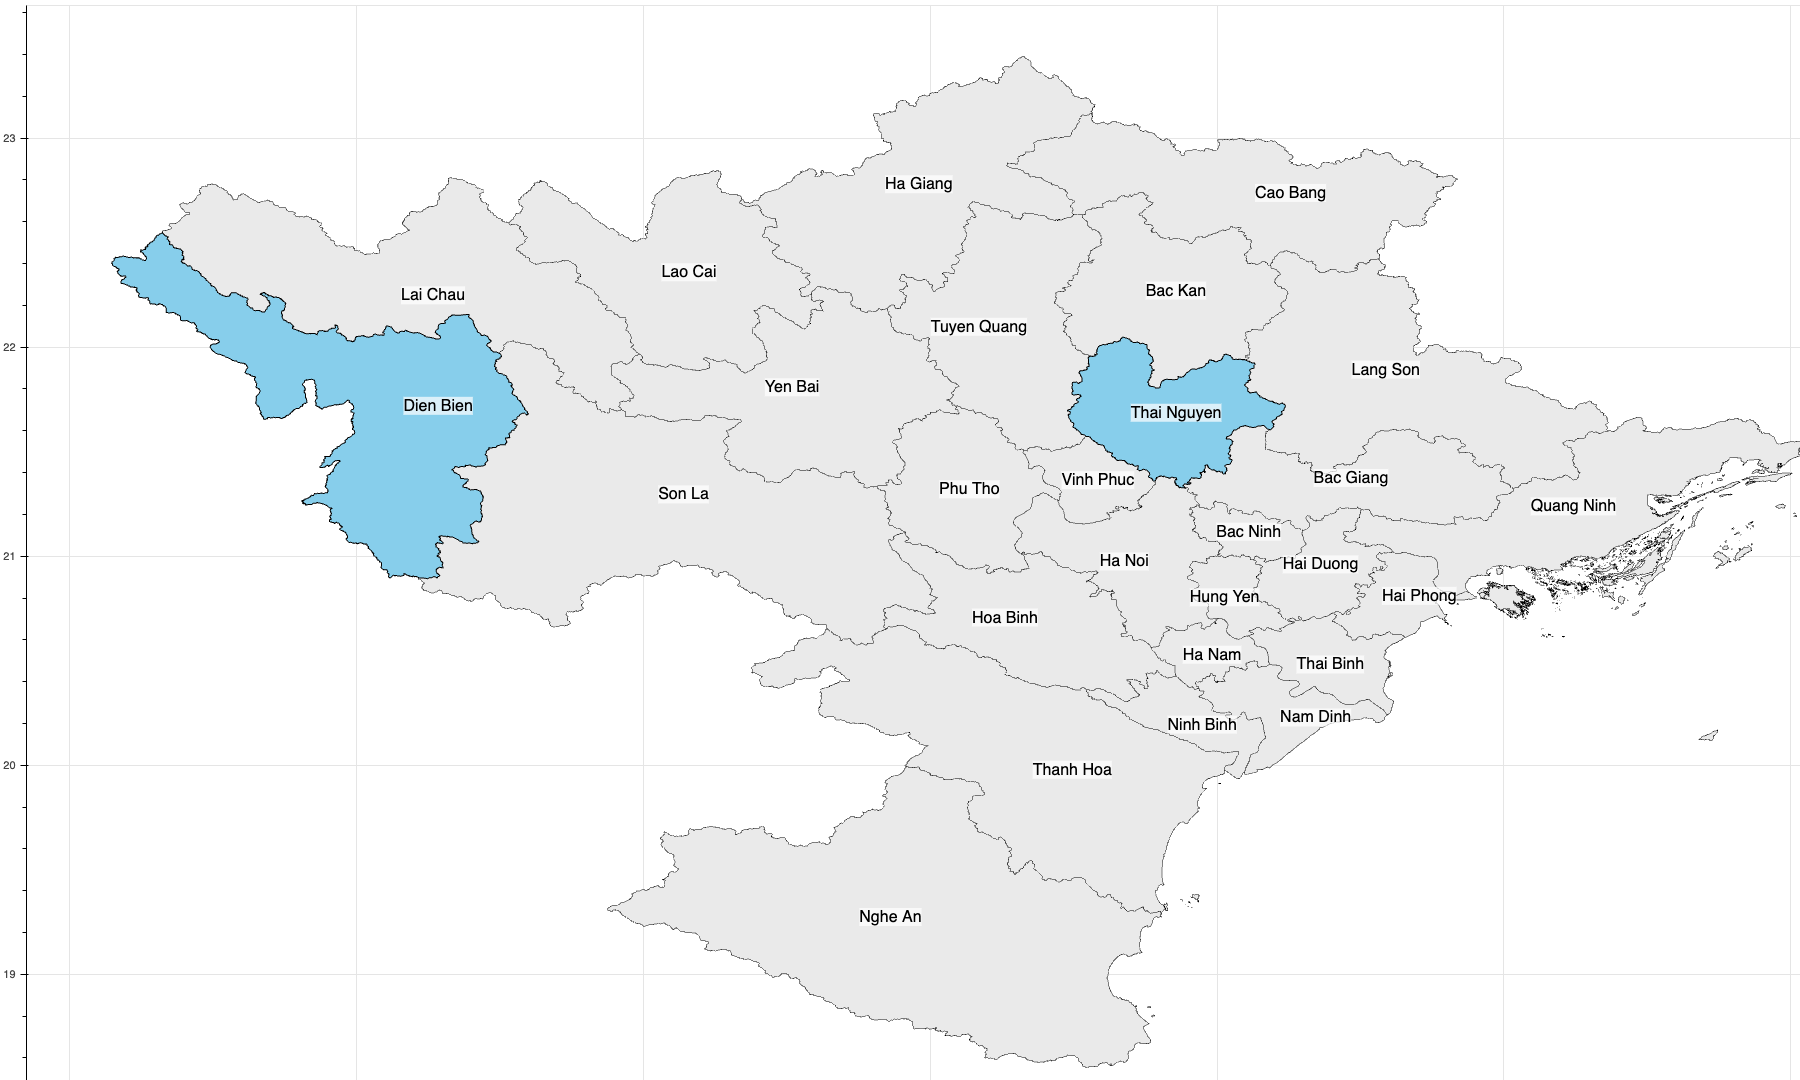 23
Ha Giang
Cao Bang
Lao Cai
Bac Kan
Lai Chau
Tuyen Quang
22
Lang Son
Yen Bai
Dien Bien
Thai Nguyen
Vinh Phuc
Bac Giang
Phu Tho
Son La
Quang Ninh
Bac Ninh
21
Ha Noi
Hai Duong
Hung Yen
Hai Phong
Hoa Binh
Ha Nam
Thai Binh
Nam Dinh
Ninh Binh
20
Thanh Hoa
Nghe An
19